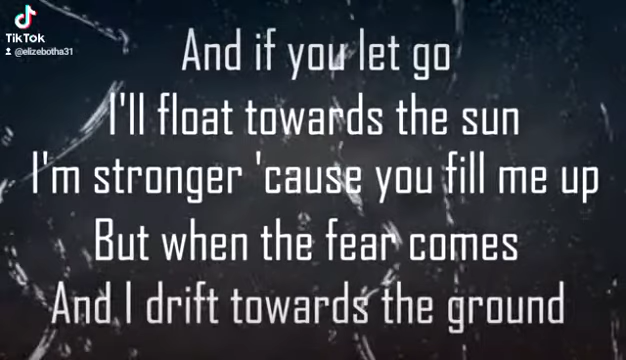 TikTok
@elizebotha31
And if you let go
I'll float towards the sun
I'm stronger 'cause you fill me up
But when the fear comes
And I drift towards the ground